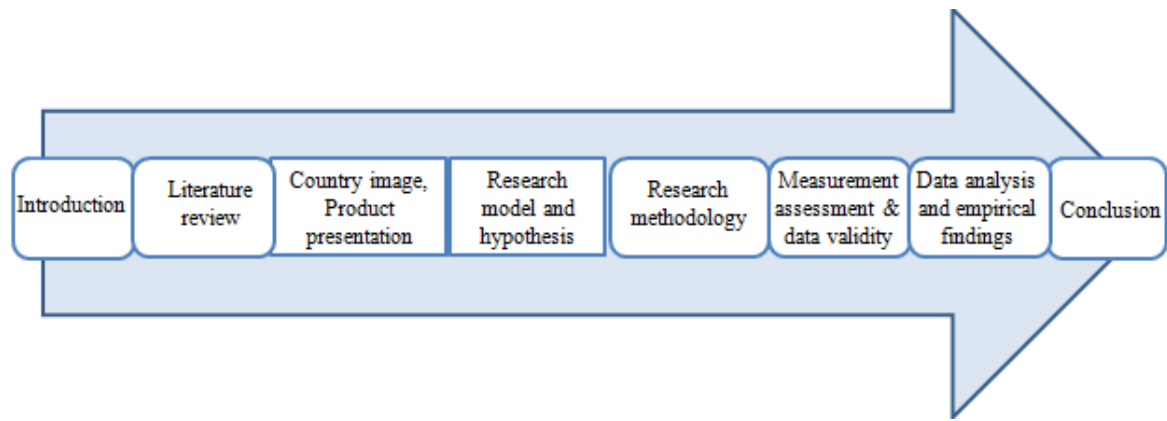 Introduction
Literature
review
Country image,
Product
presentation
Research
model and
hypothesis
Research
methodology
Measurement
assessment &
data validity
Data analysis
and empirical
findings
Conclusion